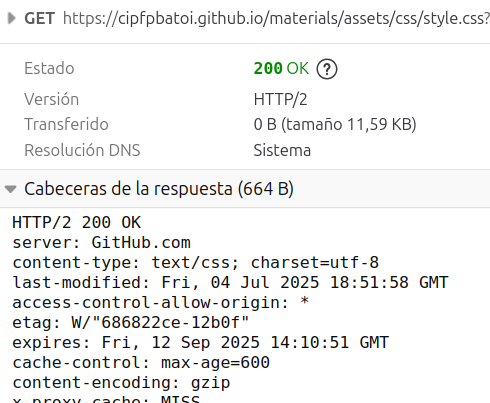 GET https://cipfpbatoi.github.io/materials/assets/css/style.css?
Estado 200 OK ?
Versión HTTP/2
Transferido 0 B (tamaño 11,59 KB)
Resolución DNS Sistema
Cabeceras de la respuesta (664 B)
HTTP/2 200 OK
server: GitHub.com
content-type: text/css; charset=utf-8
last-modified: Fri, 04 Jul 2025 18:51:58 GMT
access-control-allow-origin: *
etag: W/"686822ce-12b0f"
expires: Fri, 12 Sep 2025 14:10:51 GMT
cache-control: max-age=600
content-encoding: gzip
x-proxy-cache: MISS